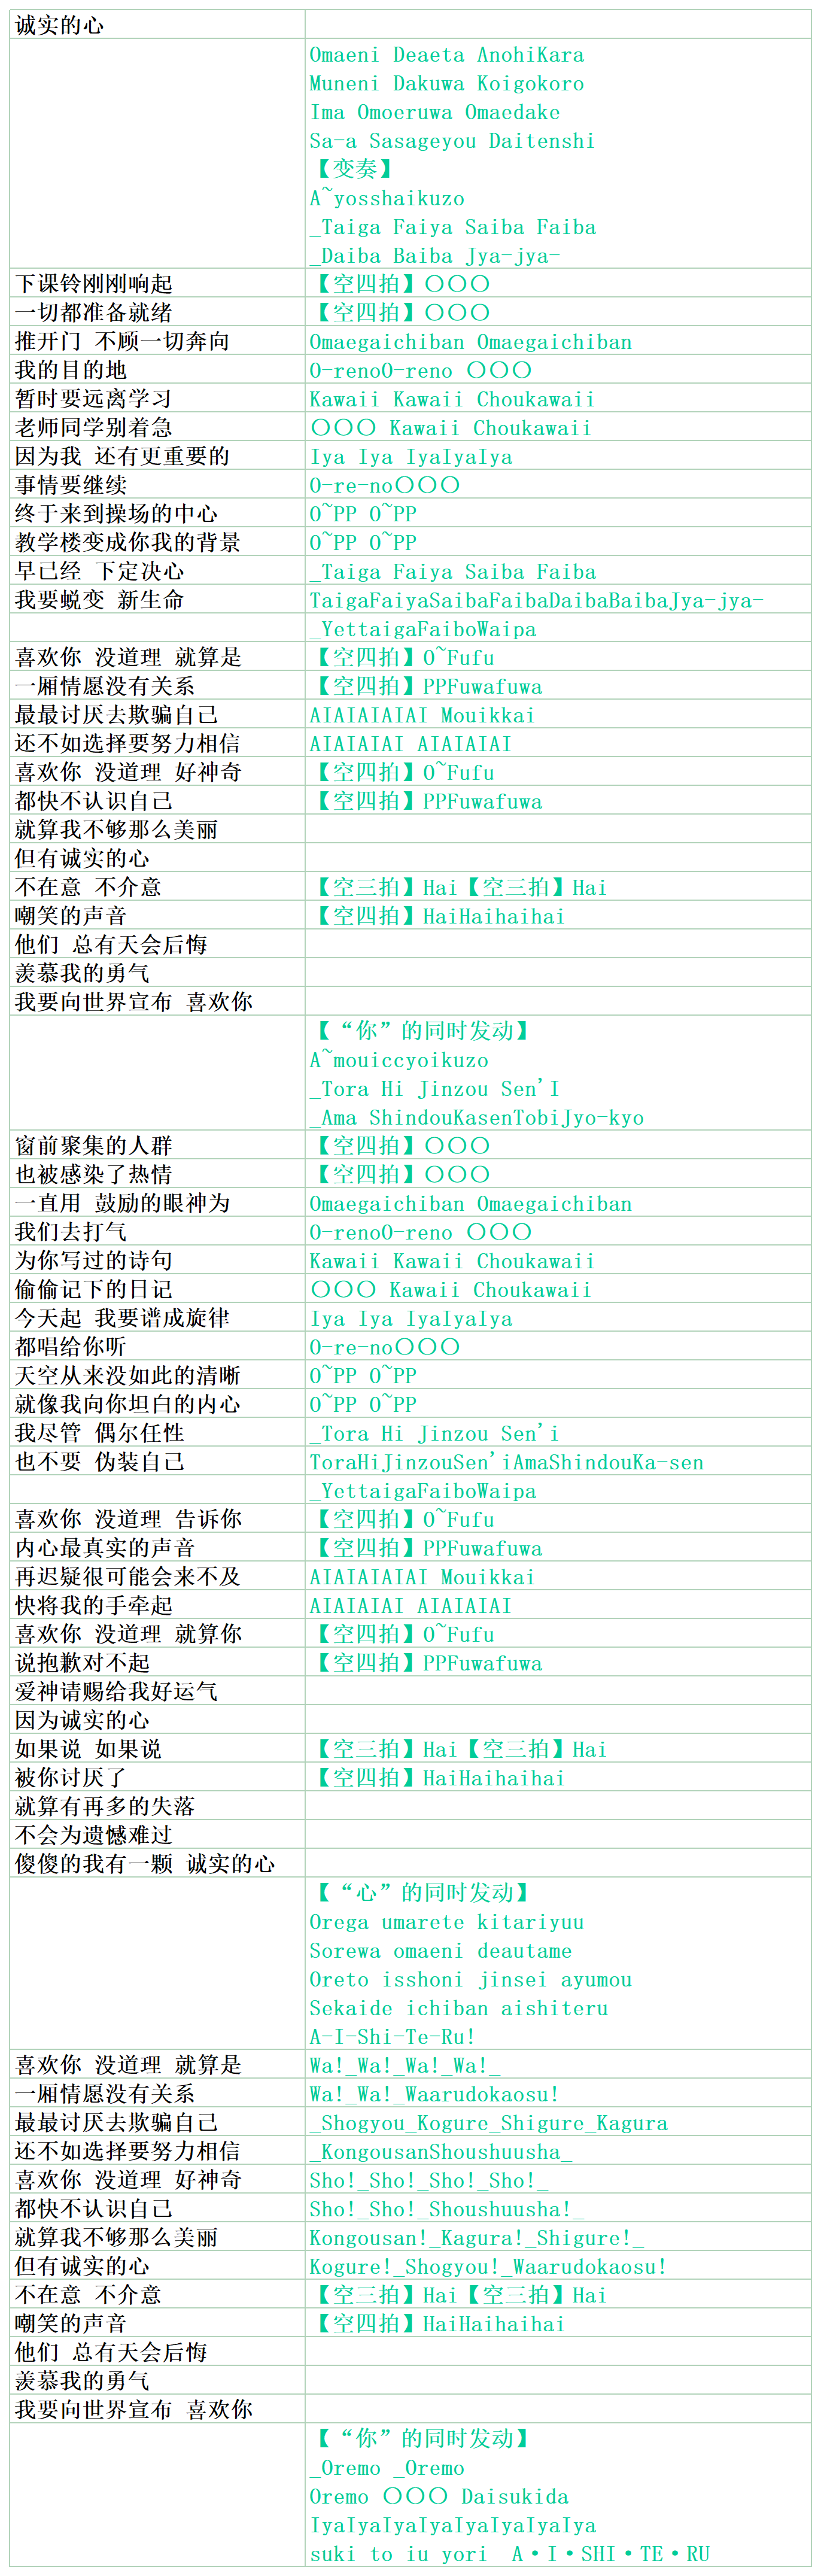 诚实的心
Omaeni Deaeta AnohiKara
Muneni Dakuwa Koigokoro
Ima Omoeruwa Omaedake
Sa-a Sasageyou Daitenshi
【变奏】
A~yosshaikuzo
_Taiga Faiya Saiba Faiba
_Daiba Baiba Jya-jya-
下课铃刚刚响起 【空四拍】〇〇〇
一切都准备就绪 【空四拍】〇〇〇
推开门 不顾一切奔向 Omaegaichiban Omaegaichiban
我的目的地 O-renoO-reno 〇〇〇
暂时要远离学习 Kawaii Kawaii Choukawaii
老师同学别着急 〇〇〇 Kawaii Choukawaii
因为我 还有更重要的 Iya Iya IyaIyaIya
事情要继续 O-re-no〇〇〇
终于来到操场的中心 O~PP O~PP
教学楼变成你我的背景 O~PP O~PP
早已经 下定决心 _Taiga Faiya Saiba Faiba
我要蜕变 新生命 TaigaFaiyaSaibaFaibaDaibaBaibaJya-jya-
_YettaigaFaiboWaipa
喜欢你 没道理 就算是 【空四拍】O~Fufu
一厢情愿没有关系 【空四拍】PPFuwafuwa
最最讨厌去欺骗自己 AIAIAIAIAI Mouikkai
还不如选择要努力相信 AIAIAIAI AIAIAIAI
喜欢你 没道理 好神奇 【空四拍】O~Fufu
都快不认识自己 【空四拍】PPFuwafuwa
就算我不够那么美丽
但有诚实的心
不在意 不介意 【空三拍】Hai【空三拍】Hai
嘲笑的声音 【空四拍】HaiHaihaihai
他们 总有天会后悔
羡慕我的勇气
我要向世界宣布 喜欢你
【“你”的同时发动】
A~mouiccyoikuzo
_Tora Hi Jinzou Sen'I
_Ama ShindouKasenTobiJyo-kyo
窗前聚集的人群 【空四拍】〇〇〇
也被感染了热情 【空四拍】〇〇〇
一直用 鼓励的眼神为 Omaegaichiban Omaegaichiban
我们去打气 O-renoO-reno 〇〇〇
为你写过的诗句 Kawaii Kawaii Choukawaii
偷偷记下的日记 〇〇〇 Kawaii Choukawaii
今天起 我要谱成旋律 Iya Iya IyaIyaIya
都唱给你听 O-re-no〇〇〇
天空从来没如此的清晰 O~PP O~PP
就像我向你坦白的内心 O~PP O~PP
我尽管 偶尔任性 _Tora Hi Jinzou Sen'i
也不要 伪装自己 ToraHiJinzouSen'iAmaShindouKa-sen
_YettaigaFaiboWaipa
喜欢你 没道理 告诉你 【空四拍】O~Fufu
内心最真实的声音 【空四拍】PPFuwafuwa
再迟疑很可能会来不及 AIAIAIAIAI Mouikkai
快将我的手牵起 AIAIAIAI AIAIAIAI
喜欢你 没道理 就算你 【空四拍】O~Fufu
说抱歉对不起 【空四拍】PPFuwafuwa
爱神请赐给我好运气
因为诚实的心
如果说 如果说 【空三拍】Hai【空三拍】Hai
被你讨厌了 【空四拍】HaiHaihaihai
就算有再多的失落
不会为遗憾难过
傻傻的我有一颗 诚实的心
【“心”的同时发动】
Orega umarete kitariyuu
Sorewa omaeni deautame
Oreto isshoni jinsei ayumou
Sekaide ichiban aishiteru
A-I-Shi-Te-Ru!
喜欢你 没道理 就算是 Wa!_Wa!_Wa!_Wa!_
一厢情愿没有关系 Wa!_Wa!_Waarudokaosu!
最最讨厌去欺骗自己 _Shogyou_Kogure_Shigure_Kagura
还不如选择要努力相信 _KongousanShoushuusha_
喜欢你 没道理 好神奇 Sho!_Sho!_Sho!_Sho!_
都快不认识自己 Sho!_Sho!_Shoushuusha!_
就算我不够那么美丽 Kongousan!_Kagura!_Shigure!_
但有诚实的心 Kogure!_Shogyou!_Waarudokaosu!
不在意 不介意 【空三拍】Hai【空三拍】Hai
嘲笑的声音 【空四拍】HaiHaihaihai
他们 总有天会后悔
羡慕我的勇气
我要向世界宣布 喜欢你
【“你”的同时发动】
_Oremo _Oremo
Oremo 〇〇〇 Daisukida
IyaIyaIyaIyaIyaIyaIyaIya
suki to iu yori A・I・SHI・TE・RU